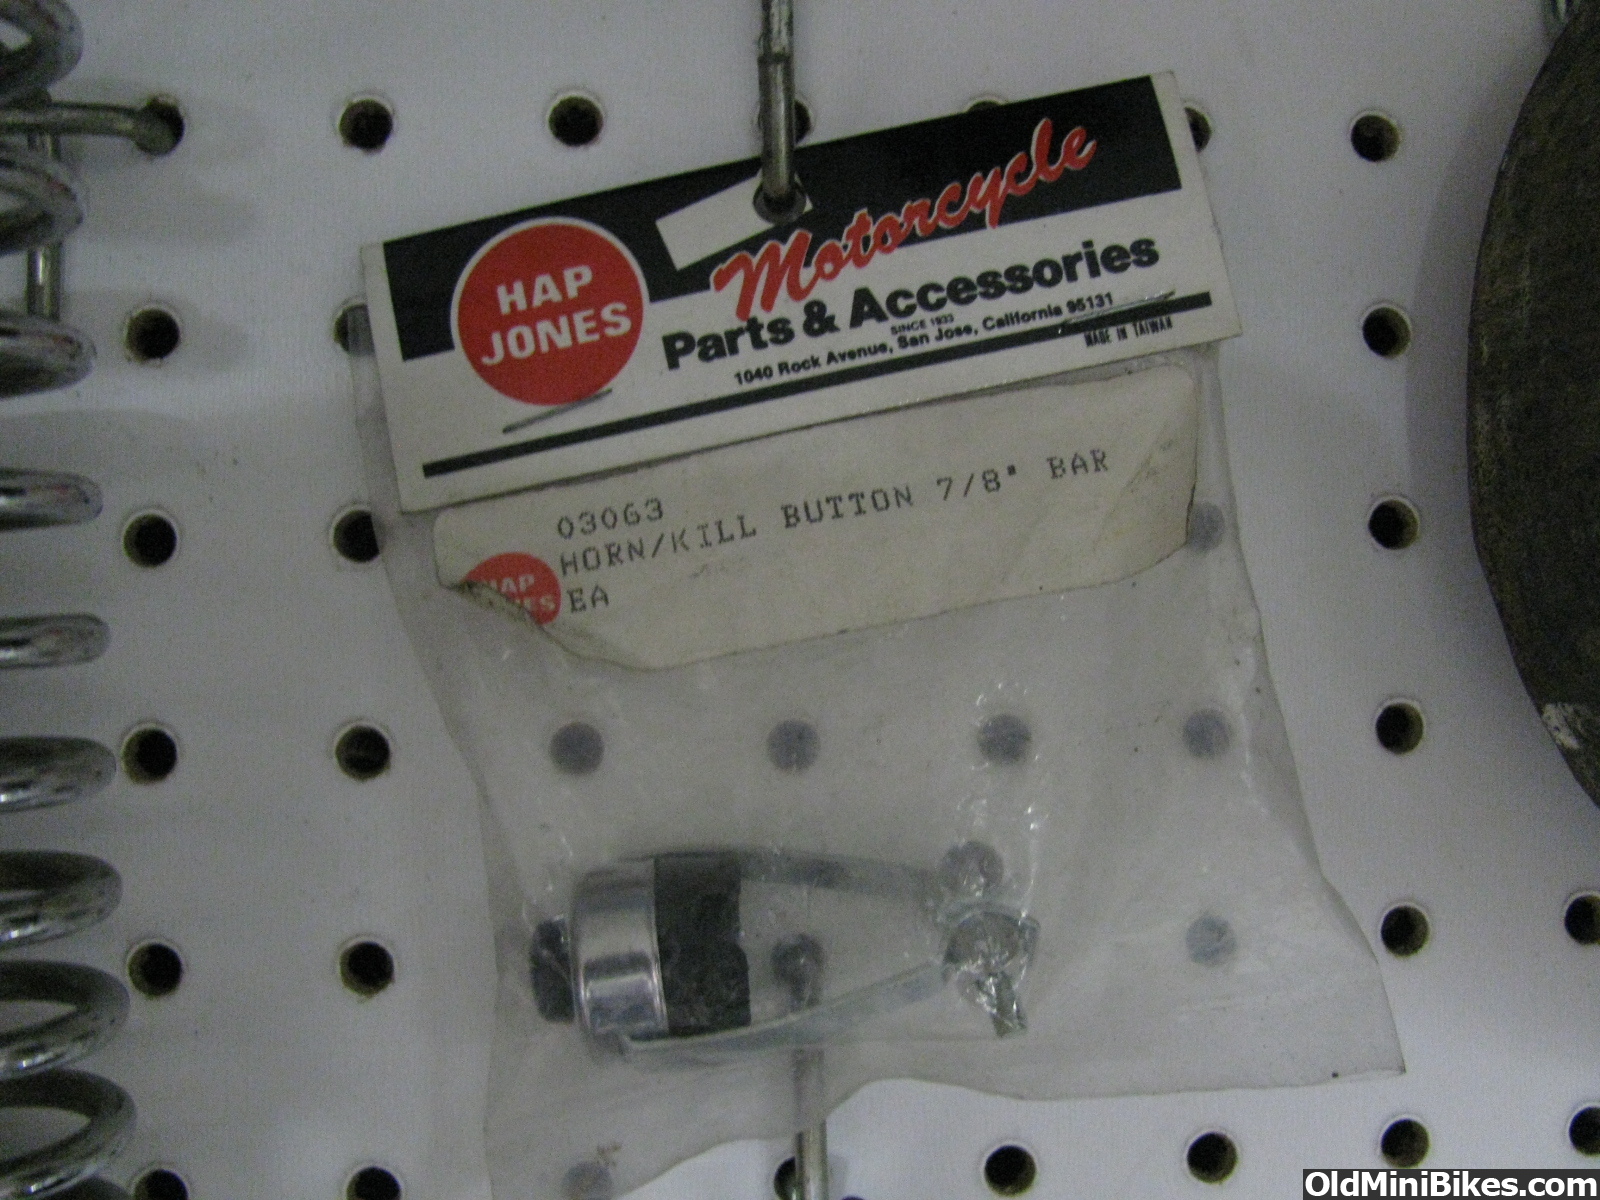 HAP
JONES
Motorcycle
Parts & Accessories
SINCE 1933
1040 Rock Avenue, San Jose, California 95131
MADE IN TAIWAN
03063
HORN/KILL BUTTON 7/8" BAR
EA
HAP
OldMiniBikes.com